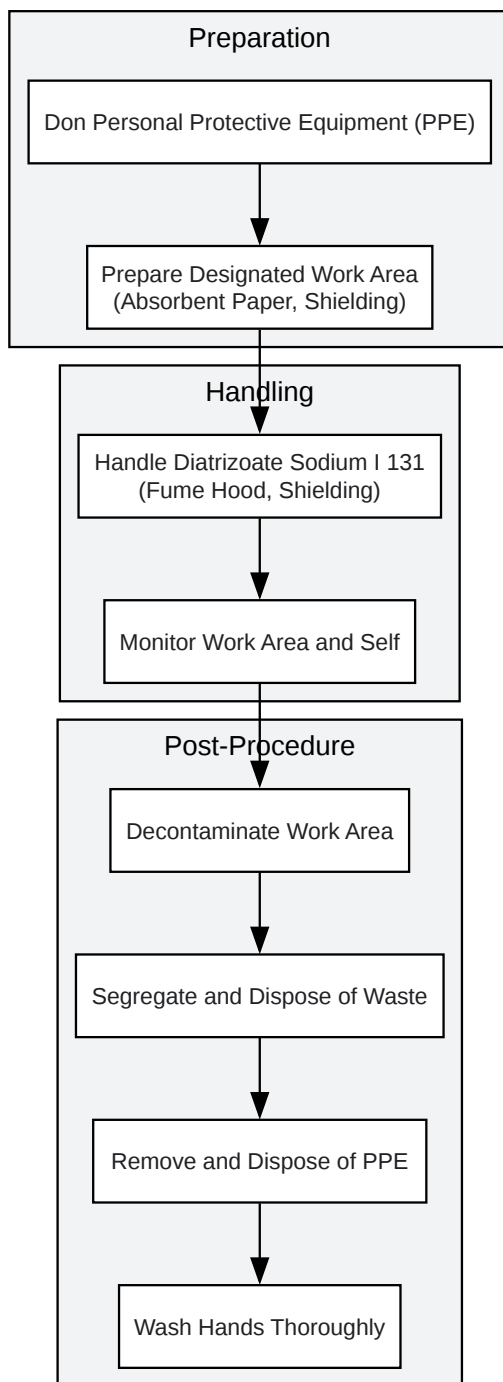 Preparation
Don Personal Protective Equipment (PPE)
Prepare Designated Work Area
(Absorbent Paper, Shielding)
Handling
Handle Diatrizoate Sodium I 131
(Fume Hood, Shielding)
Monitor Work Area and Self
Post-Procedure
Decontaminate Work Area
Segregate and Dispose of Waste
Remove and Dispose of PPE
Wash Hands Thoroughly